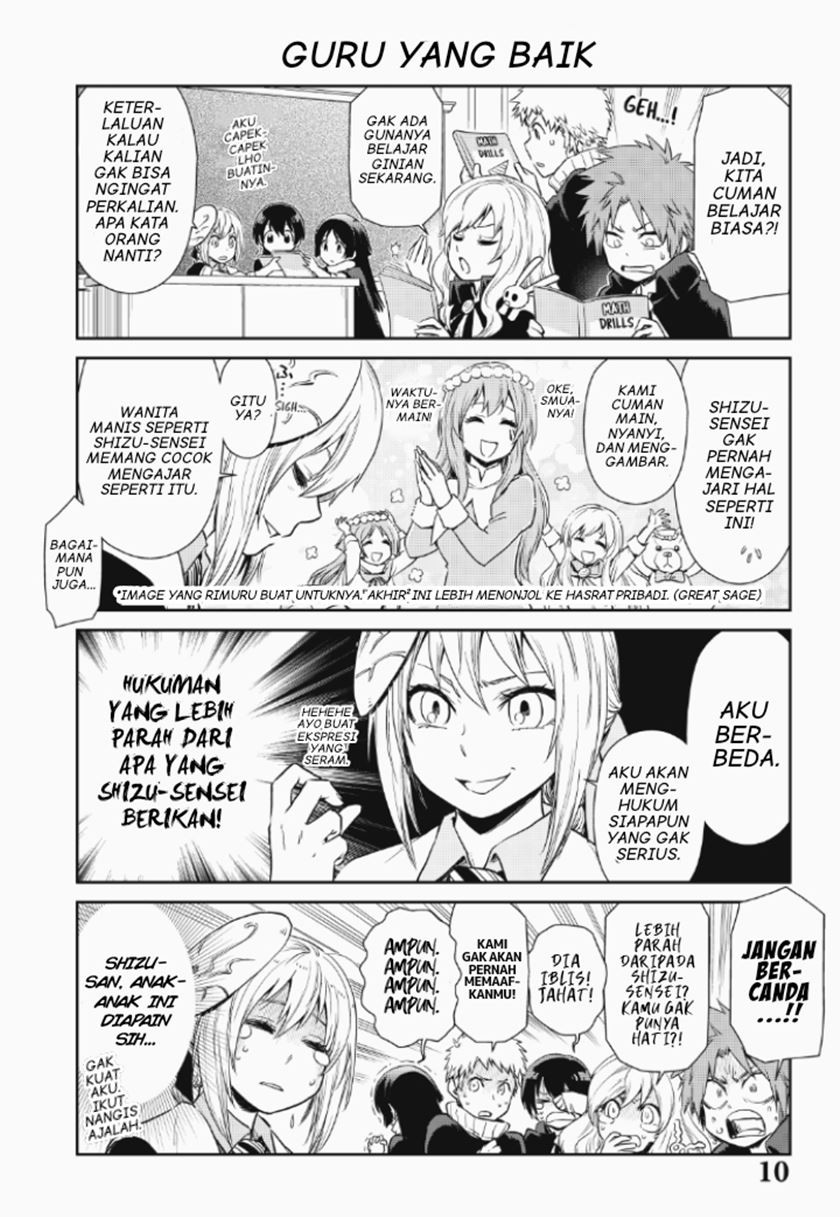 GURU YANG BAIK
GEH...!
JADI,
KITA
CUMAN
BELAJAR
BIASA?!
MATH
DRILLS
MATH
DRILLS
GAK ADA
GUNANYA
BELAJAR
GINIAN
SEKARANG.
AKU
CAPEK-
CAPEK
LHO
BUATIN-
NYA.
KETER-
LALUAN
KALAU
KALIAN
GAK BISA
NGINGAT
PERKALIAN.
APA KATA
ORANG
NANTI?
SHIZU-
SENSEI
GAK
PERNAH
MENGA-
JARI HAL
SEPERTI
INI!
KAMI
CUMAN
MAIN,
NYANYI,
DAN MENG-
GAMBAR.
OKE,
SMUA-
NYA!
WAKTU-
NYA BER-
MAIN!
ふぅ...
SIGH
GITU
YA?
WANITA
MANIS SEPERTI
SHIZU-SENSEI
MEMANG COCOK
MENGAJAR
SEPERTI ITU.
BAGAI-
MANA
PUN
JUGA...
*IMAGE YANG RIMURU BUAT UNTUKNYA." AKHIR² INI LEBIH MENONJOL KE HASRAT PRIBADI. (GREAT SAGE)
AKU
BER-
BEDA.
AKU AKAN
MENG-
HUKUM
SIAPAPUN
YANG GAK
SERIUS.
HEHEHE
AYO BUAT
EKSPRESI
YANG
SERAM.
HUKUMAN
YANG LEBIH
PARAH DARI
APA YANG
SHIZU-SENSEI
BERIKAN!
JANGAN
BER-
CANDA
...!!
LEBIH
PARAH
DARIPADA
SHIZU-
SENSEI?
KAMU GAK
PUNYA
HATI?!
DIA
IBLIS!
JAHAT!
KAMI
GAK AKAN
PERNAH
MEMAAF-
KANMU!
AMPUN.
AMPUN.
AMPUN.
AMPUN.
SHIZU-
SAN, ANAK-
ANAK INI
DIAPAIN
SIH...
GAK
KUAT
AKU.
IKUT
NANGIS
AJALAH.
10